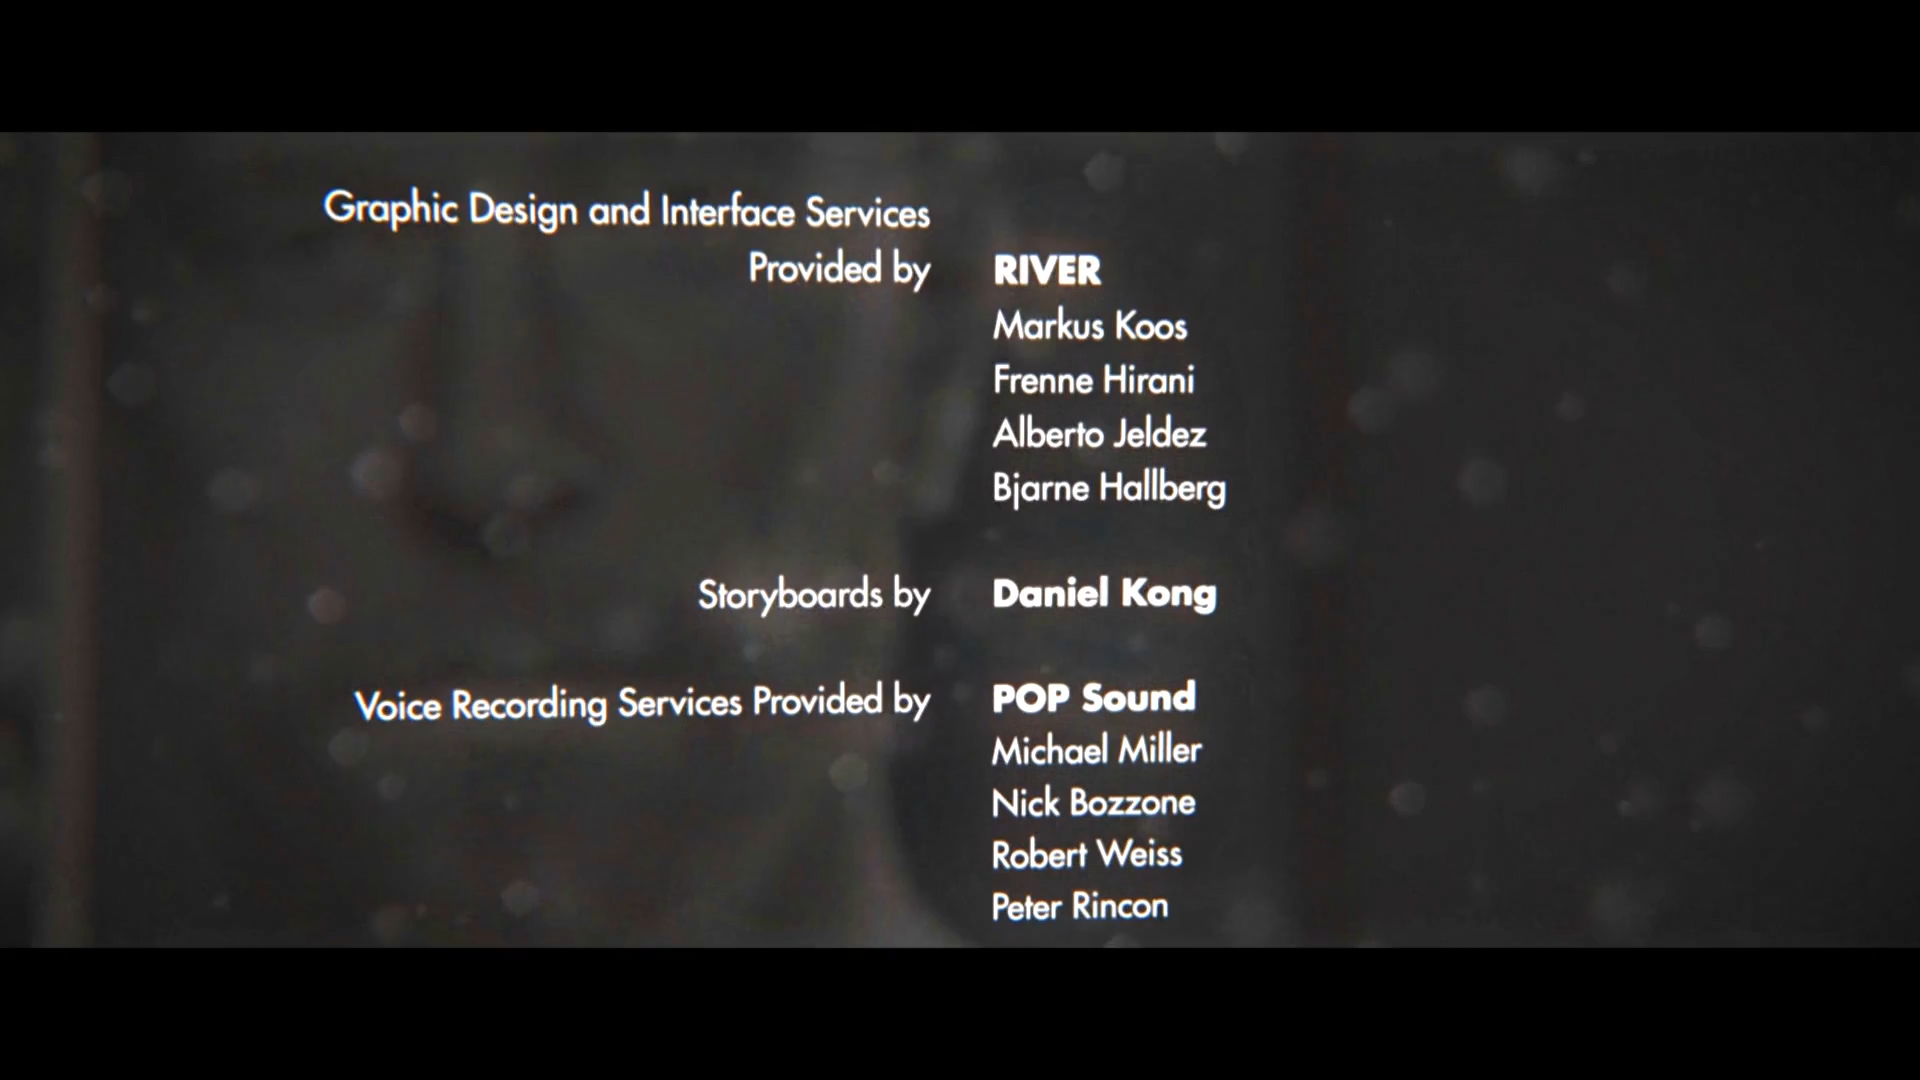 Graphic Design and Interface Services
Provided by RIVER
Markus Koos
Frenne Hirani
Alberto Jeldez
Bjarne Hallberg
Storyboards by Daniel Kong
Voice Recording Services Provided by POP Sound
Michael Miller
Nick Bozzone
Robert Weiss
Peter Rincon